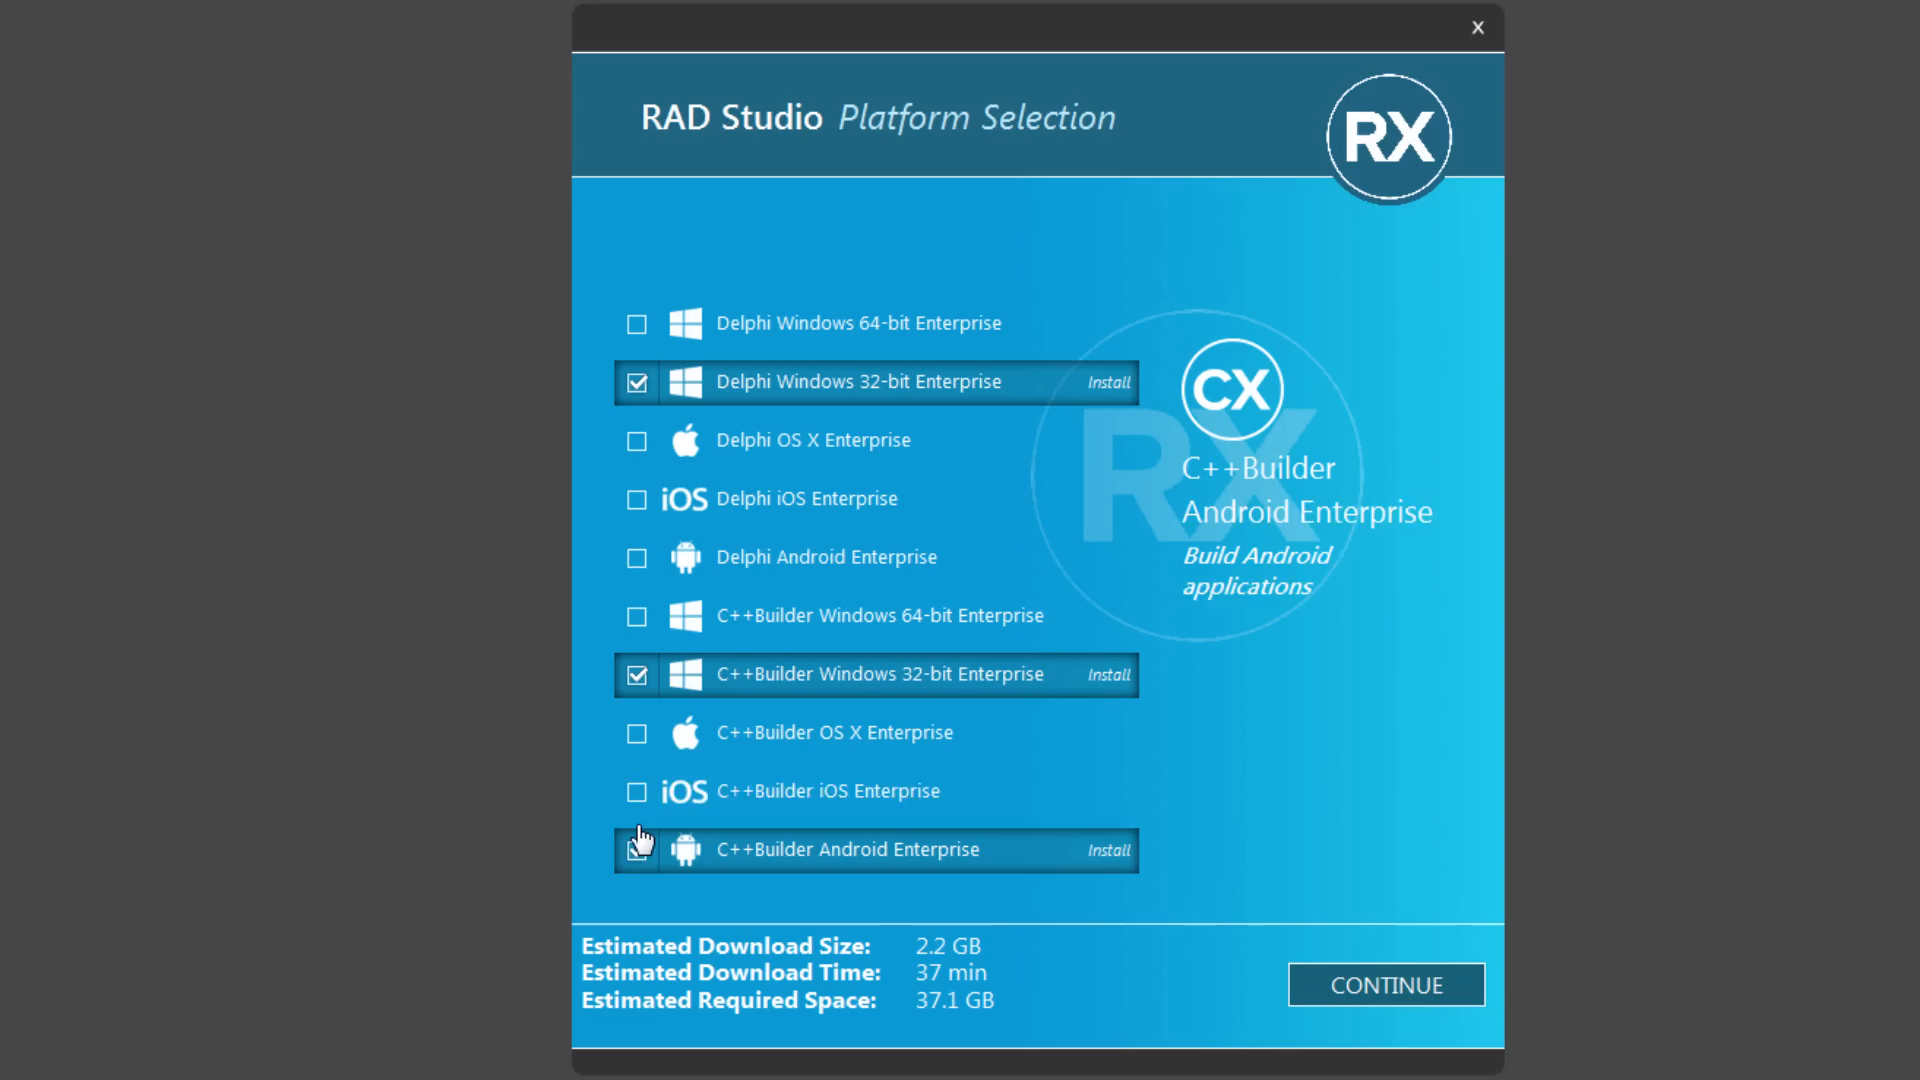 X
RAD Studio Platform Selection
RX
Delphi Windows 64-bit Enterprise
Delphi Windows 32-bit Enterprise Install
Delphi OS X Enterprise
iOS Delphi iOS Enterprise
Delphi Android Enterprise
C++Builder Windows 64-bit Enterprise
C++Builder Windows 32-bit Enterprise Install
C++Builder OS X Enterprise
iOS C++Builder iOS Enterprise
C++Builder Android Enterprise Install
RX
CX
C++Builder
Android Enterprise
Build Android
applications
Estimated Download Size: 2.2 GB
Estimated Download Time: 37 min
Estimated Required Space: 37.1 GB
CONTINUE